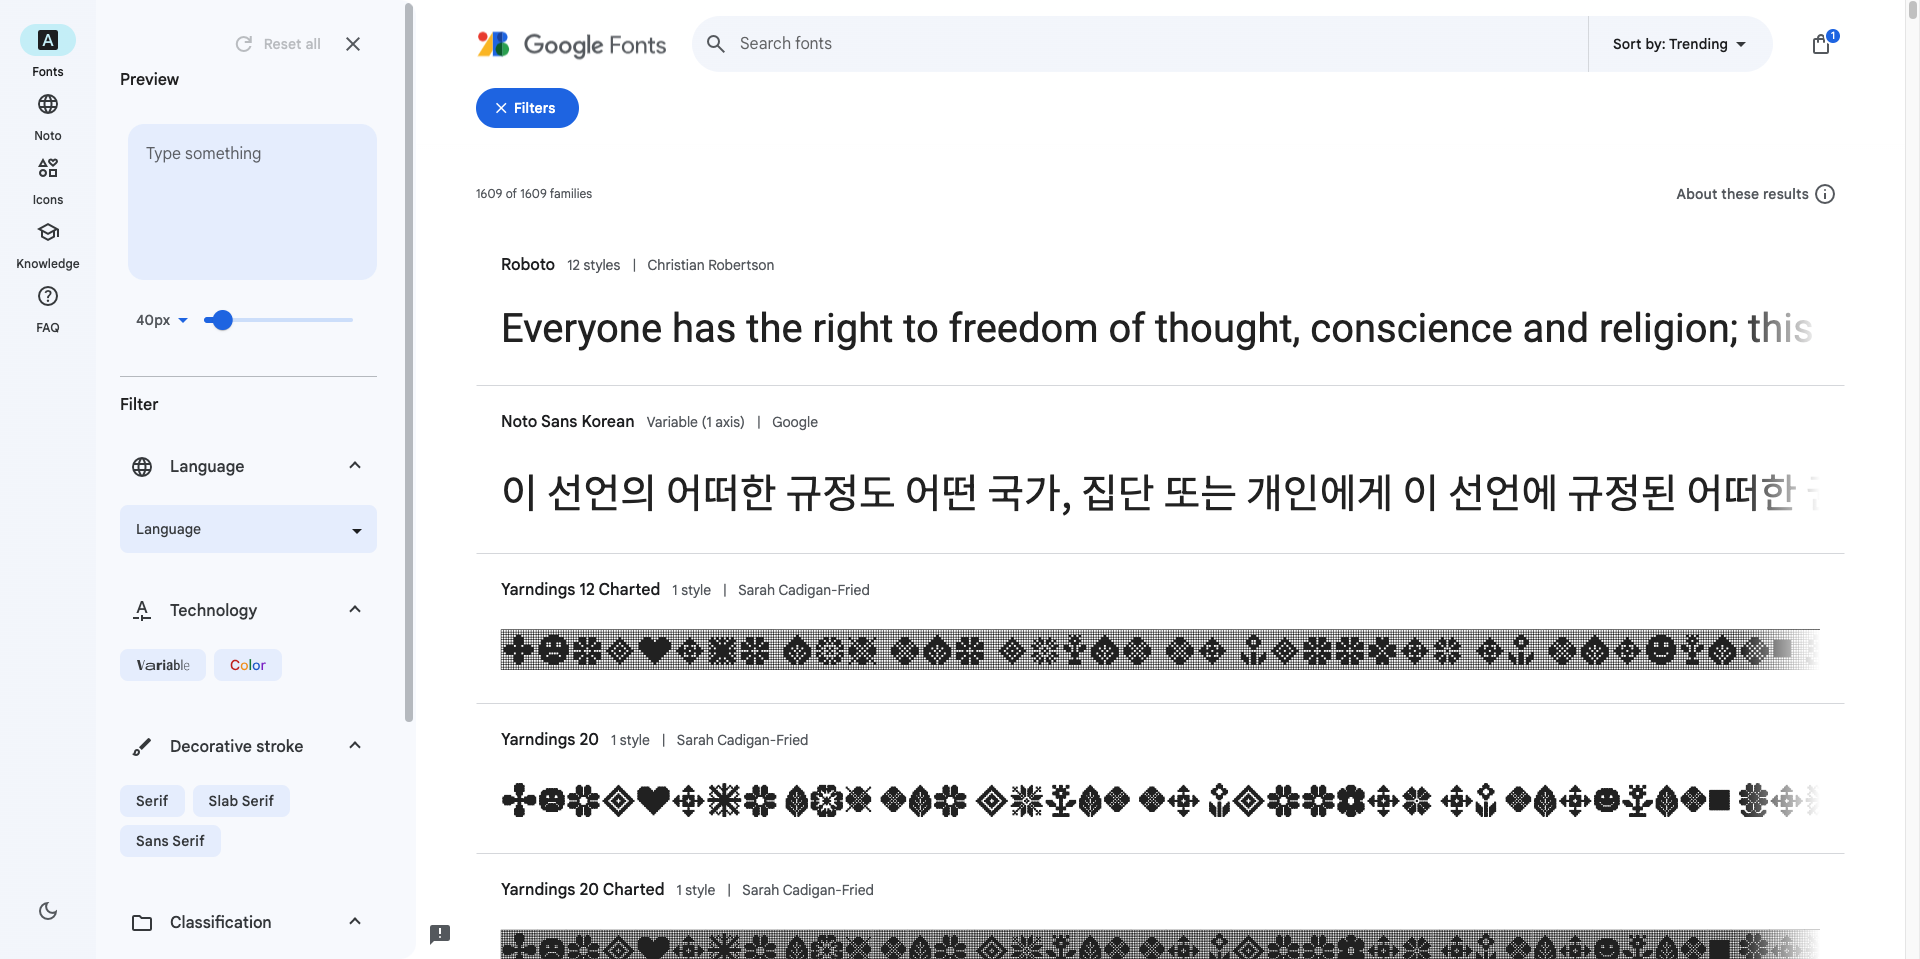 A
Fonts
Noto
Icons
Knowledge
FAQ
Reset all
Preview
Type something
40px
Filter
Language
Language
Technology
Variable
Color
Decorative stroke
Serif
Slab Serif
Sans Serif
Classification
Google Fonts
Search fonts
Sort by: Trending
1
Filters
1609 of 1609 families
About these results
Roboto 12 styles | Christian Robertson
Everyone has the right to freedom of thought, conscience and religion; this
Noto Sans Korean Variable (1 axis) | Google
이 선언의 어떠한 규정도 어떤 국가, 집단 또는 개인에게 이 선언에 규정된 어떠한
Yarndings 12 Charted 1 style | Sarah Cadigan-Fried
Yarndings 20 1 style | Sarah Cadigan-Fried
Yarndings 20 Charted 1 style | Sarah Cadigan-Fried